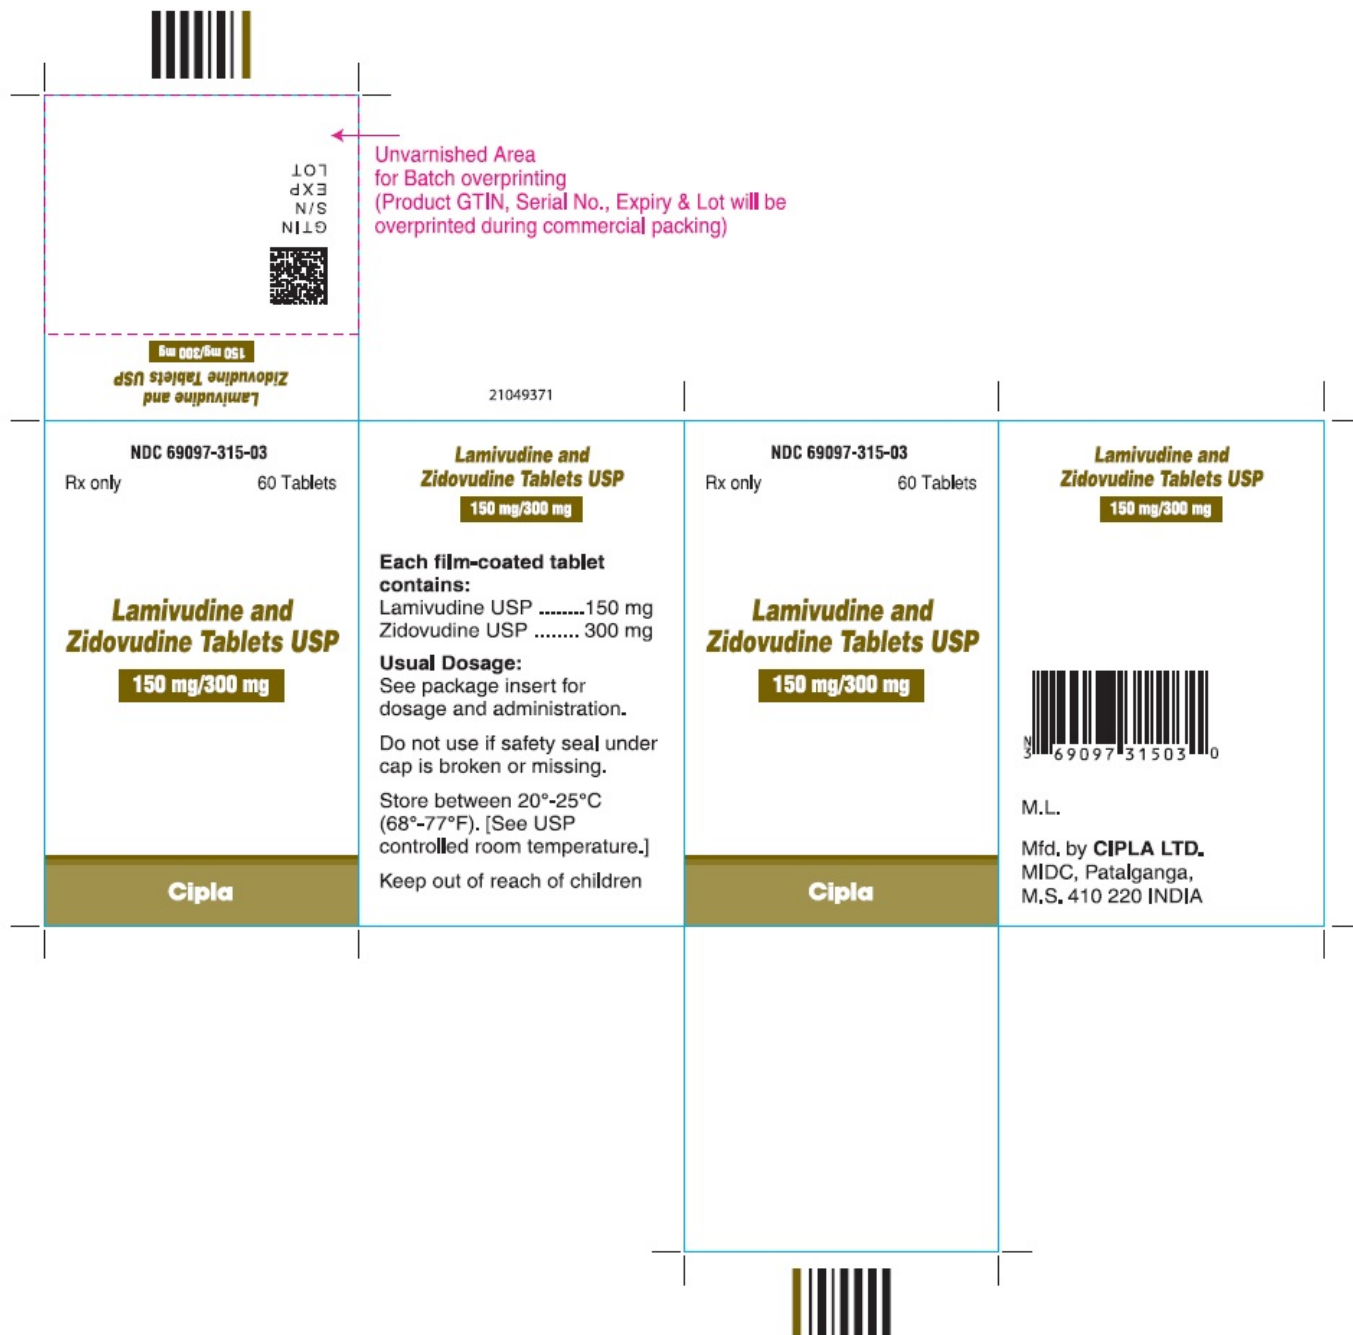 Unvarnished Area
for Batch overprinting
(Product GTIN, Serial No., Expiry & Lot will be
overprinted during commercial packing)
GTIN
S/N
EXP
LOT
Lamivudine and
Zidovudine Tablets USP
150 mg/300 mg
21049371
NDC 69097-315-03
Rx only 60 Tablets
Lamivudine and
Zidovudine Tablets USP
150 mg/300 mg
Cipla
Lamivudine and
Zidovudine Tablets USP
150 mg/300 mg
Each film-coated tablet
contains:
Lamivudine USP ........150 mg
Zidovudine USP ........ 300 mg
Usual Dosage:
See package insert for
dosage and administration.
Do not use if safety seal under
cap is broken or missing.
Store between 20°-25°C
(68°-77°F). [See USP
controlled room temperature.]
Keep out of reach of children
NDC 69097-315-03
Rx only 60 Tablets
Lamivudine and
Zidovudine Tablets USP
150 mg/300 mg
Cipla
Lamivudine and
Zidovudine Tablets USP
150 mg/300 mg
N
3 69097 31503 0
M.L.
Mfd. by CIPLA LTD.
MIDC, Patalganga,
M.S. 410 220 INDIA